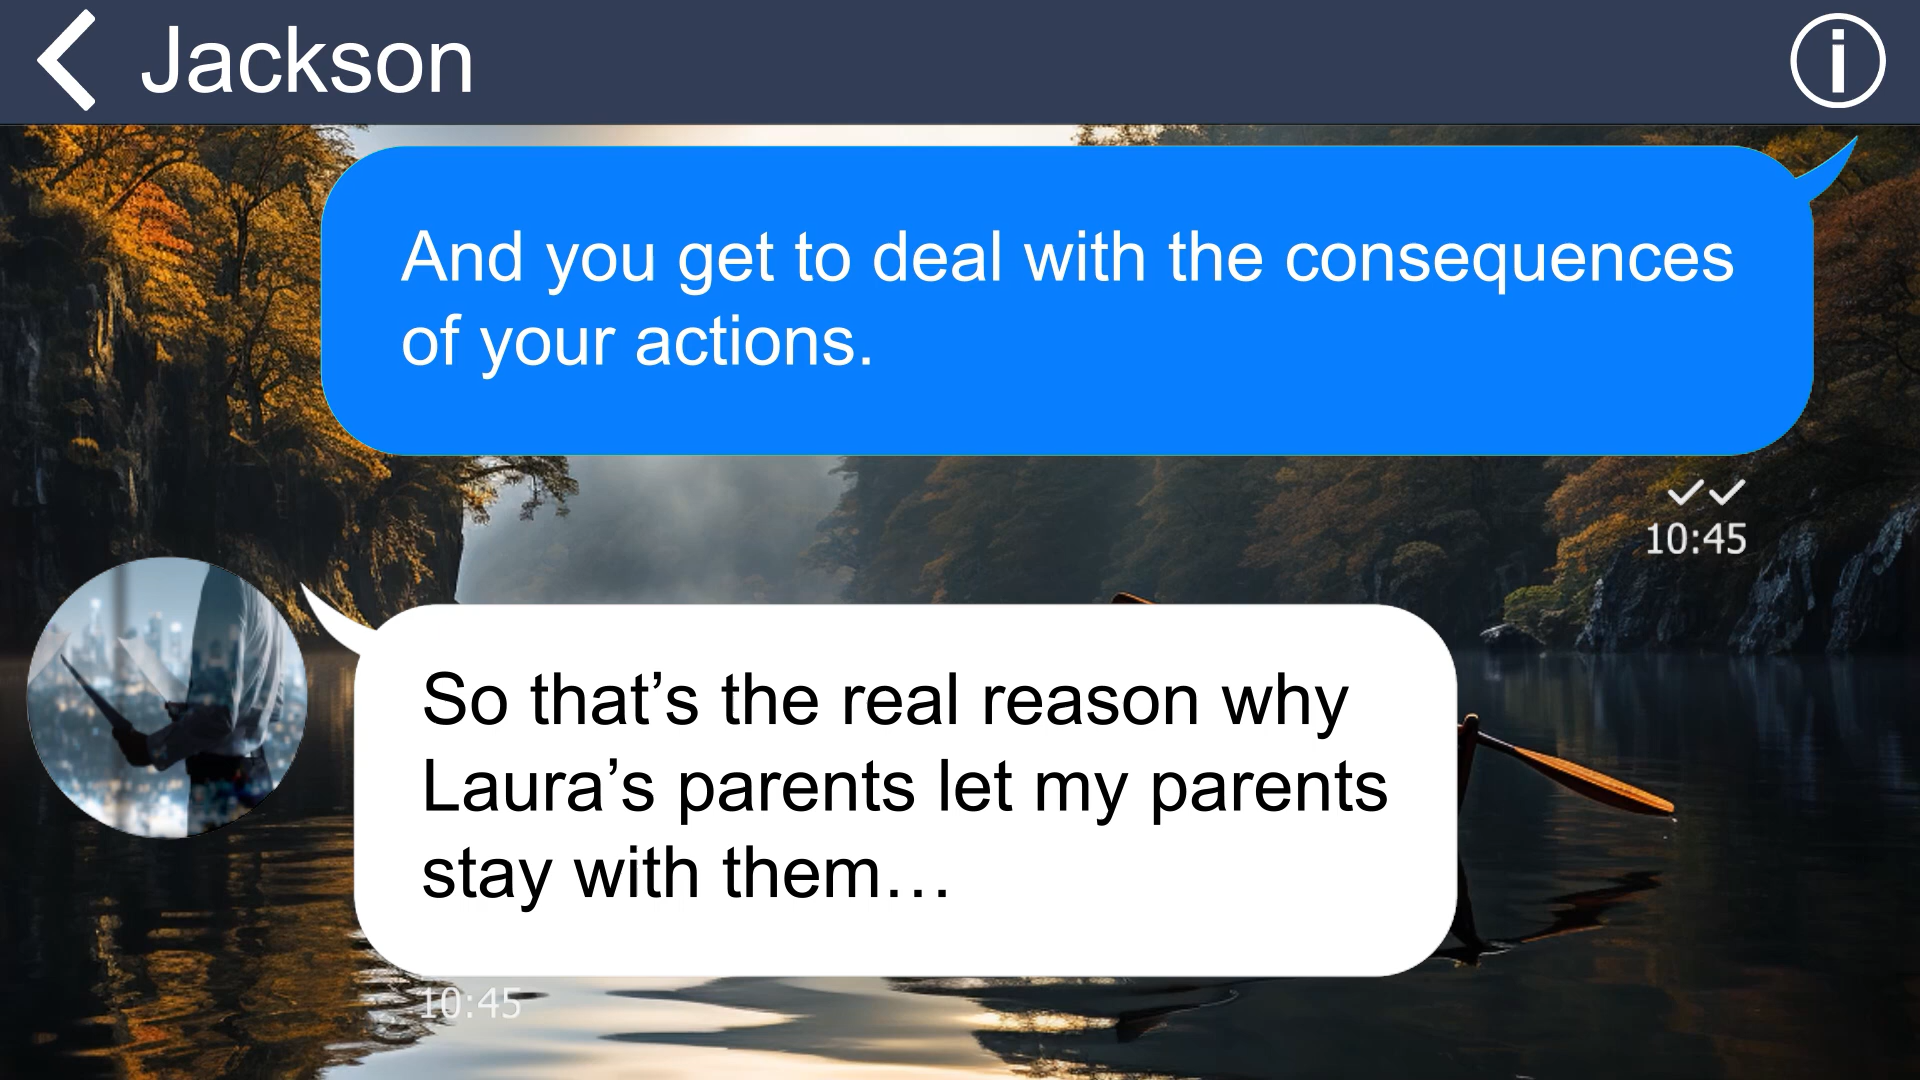 Jackson
And you get to deal with the consequences
of your actions.
10:45
So that’s the real reason why
Laura’s parents let my parents
stay with them…
10:45